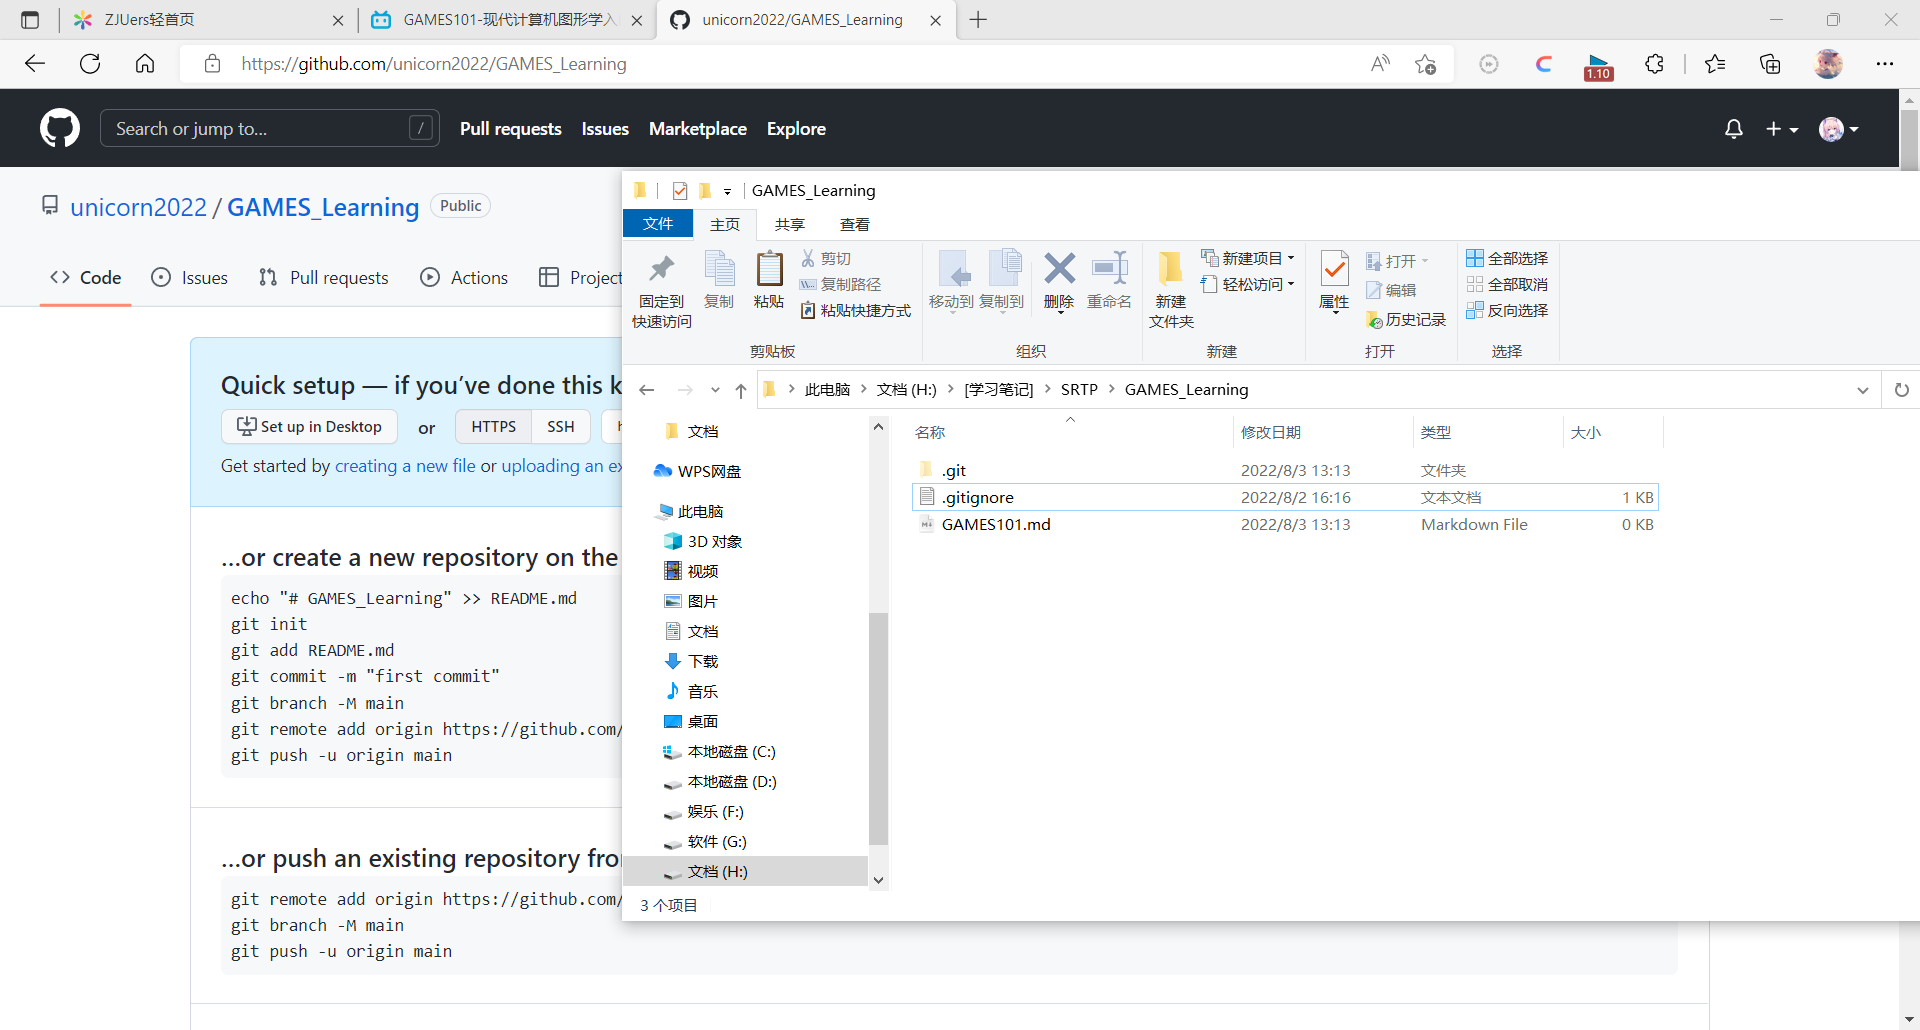 ZJUers轻首页
GAMES101-现代计算机图形学入
unicorn2022/GAMES_Learning
https://github.com/unicorn2022/GAMES_Learning
1.10
Search or jump to...
/
Pull requests
Issues
Marketplace
Explore
unicorn2022 / GAMES_Learning
Public
Code
Issues
Pull requests
Actions
Project
Quick setup — if you've done this k
Set up in Desktop
or
HTTPS
SSH
Get started by creating a new file or uploading an ex
...or create a new repository on the
echo "# GAMES_Learning" >> README.md
git init
git add README.md
git commit -m "first commit"
git branch -M main
git remote add origin https://github.com/
git push -u origin main
...or push an existing repository fro
git remote add origin https://github.com/
git branch -M main
git push -u origin main
GAMES_Learning
文件
主页
共享
查看
固定到
快速访问
复制
粘贴
剪切
复制路径
粘贴快捷方式
剪贴板
移动到
复制到
删除
重命名
组织
新建
文件夹
新建项目
轻松访问
新建
属性
打开
编辑
历史记录
打开
全部选择
全部取消
反向选择
选择
此电脑
文档 (H:)
[学习笔记]
SRTP
GAMES_Learning
文档
WPS网盘
此电脑
3D 对象
视频
图片
文档
下载
音乐
桌面
本地磁盘 (C:)
本地磁盘 (D:)
娱乐 (F:)
软件 (G:)
文档 (H:)
名称
修改日期
类型
大小
.git
2022/8/3 13:13
文件夹
.gitignore
2022/8/2 16:16
文本文档
1 KB
GAMES101.md
2022/8/3 13:13
Markdown File
0 KB
3 个项目